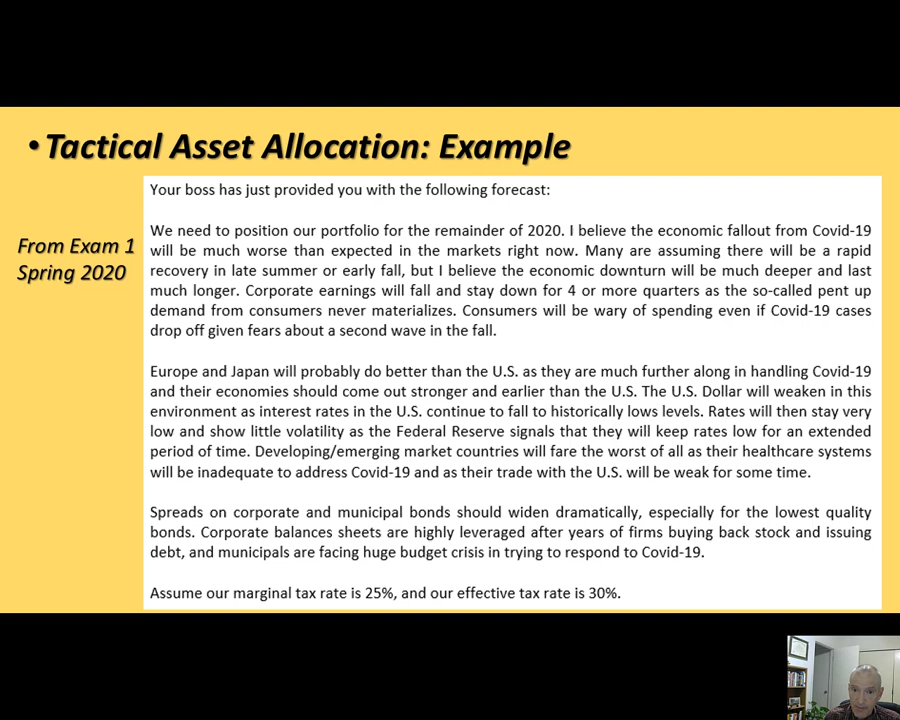 •Tactical Asset Allocation: Example
From Exam 1
Spring 2020
Your boss has just provided you with the following forecast:
We need to position our portfolio for the remainder of 2020. I believe the economic fallout from Covid-19
will be much worse than expected in the markets right now. Many are assuming there will be a rapid
recovery in late summer or early fall, but I believe the economic downturn will be much deeper and last
much longer. Corporate earnings will fall and stay down for 4 or more quarters as the so-called pent up
demand from consumers never materializes. Consumers will be wary of spending even if Covid-19 cases
drop off given fears about a second wave in the fall.
Europe and Japan will probably do better than the U.S. as they are much further along in handling Covid-19
and their economies should come out stronger and earlier than the U.S. The U.S. Dollar will weaken in this
environment as interest rates in the U.S. continue to fall to historically lows levels. Rates will then stay very
low and show little volatility as the Federal Reserve signals that they will keep rates low for an extended
period of time. Developing/emerging market countries will fare the worst of all as their healthcare systems
will be inadequate to address Covid-19 and as their trade with the U.S. will be weak for some time.
Spreads on corporate and municipal bonds should widen dramatically, especially for the lowest quality
bonds. Corporate balances sheets are highly leveraged after years of firms buying back stock and issuing
debt, and municipals are facing huge budget crisis in trying to respond to Covid-19.
Assume our marginal tax rate is 25%, and our effective tax rate is 30%.